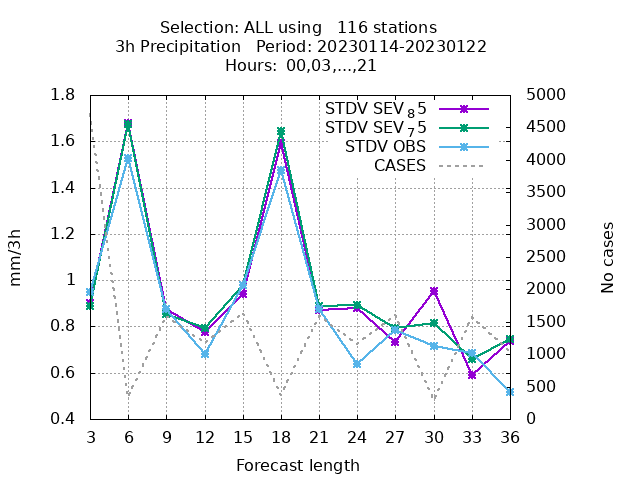 Selection: ALL using   116 stations
3h Precipitation   Period: 20230114-20230122
Hours:  00,03,...,21
1.8
1.6
1.4
1.2
1
0.8
0.6
0.4
5000
4500
4000
3500
3000
2500
2000
1500
1000
500
0
STDV SEV 8 5
STDV SEV 7 5
STDV OBS
CASES
mm/3h
No cases
3 6 9 12 15 18 21 24 27 30 33 36
Forecast length